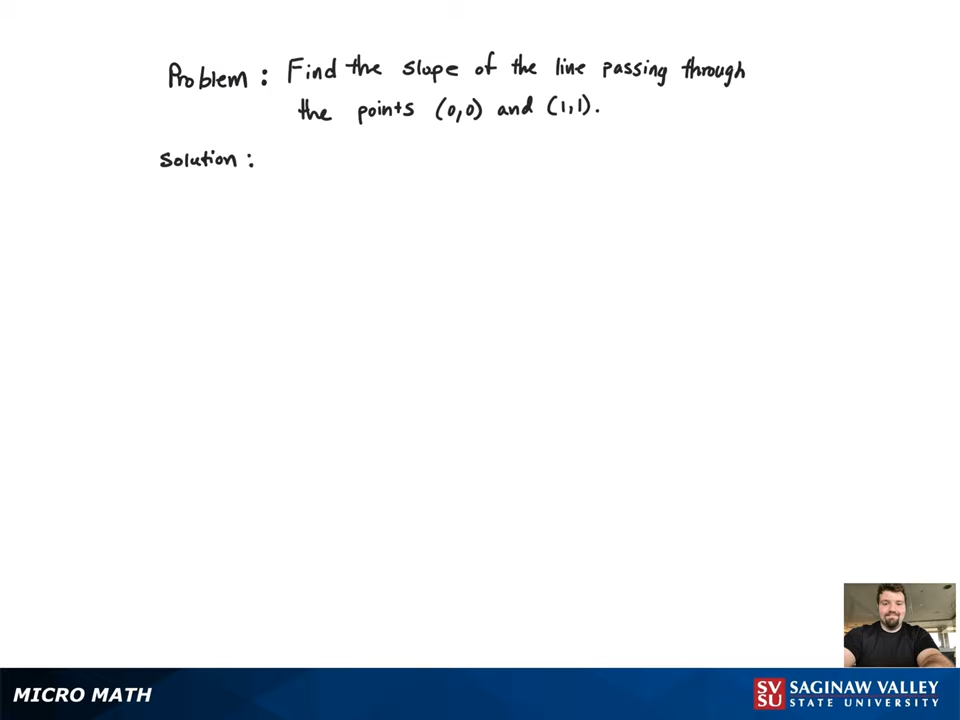 Problem: Find the slope of the line passing through
the points (0,0) and (1,1).
Solution:
MICRO MATH
SV SU SAGINAW VALLEY
STATE UNIVERSITY